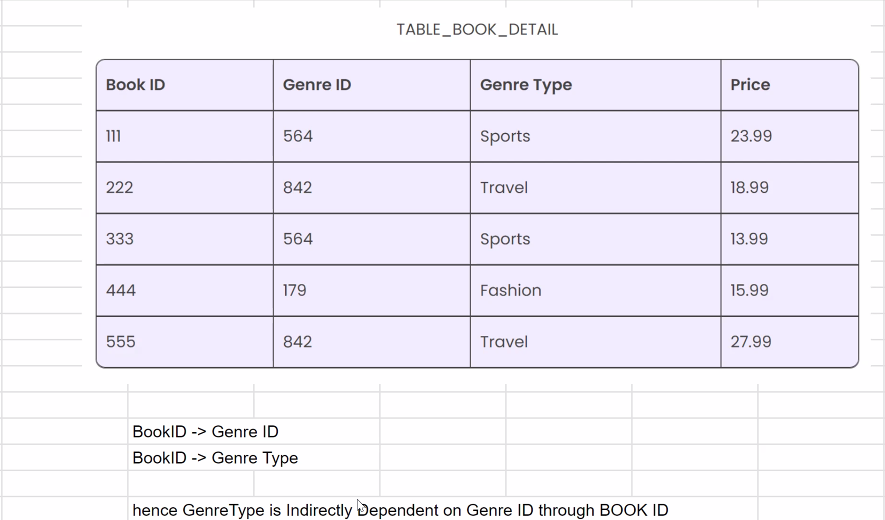 TABLE_BOOK_DETAIL
Book ID Genre ID Genre Type Price
111 564 Sports 23.99
222 842 Travel 18.99
333 564 Sports 13.99
444 179 Fashion 15.99
555 842 Travel 27.99
BookID -> Genre ID
BookID -> Genre Type
hence GenreType is Indirectly Dependent on Genre ID through BOOK ID